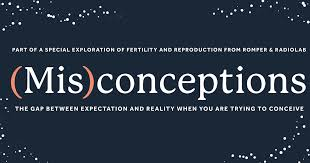 PART OF A SPECIAL EXPLORATION OF FERTILITY AND REPRODUCTION FROM ROMPER & RADIOLAB
(Mis)conceptions
THE GAP BETWEEN EXPECTATION AND REALITY WHEN YOU ARE TRYING TO CONCEIVE